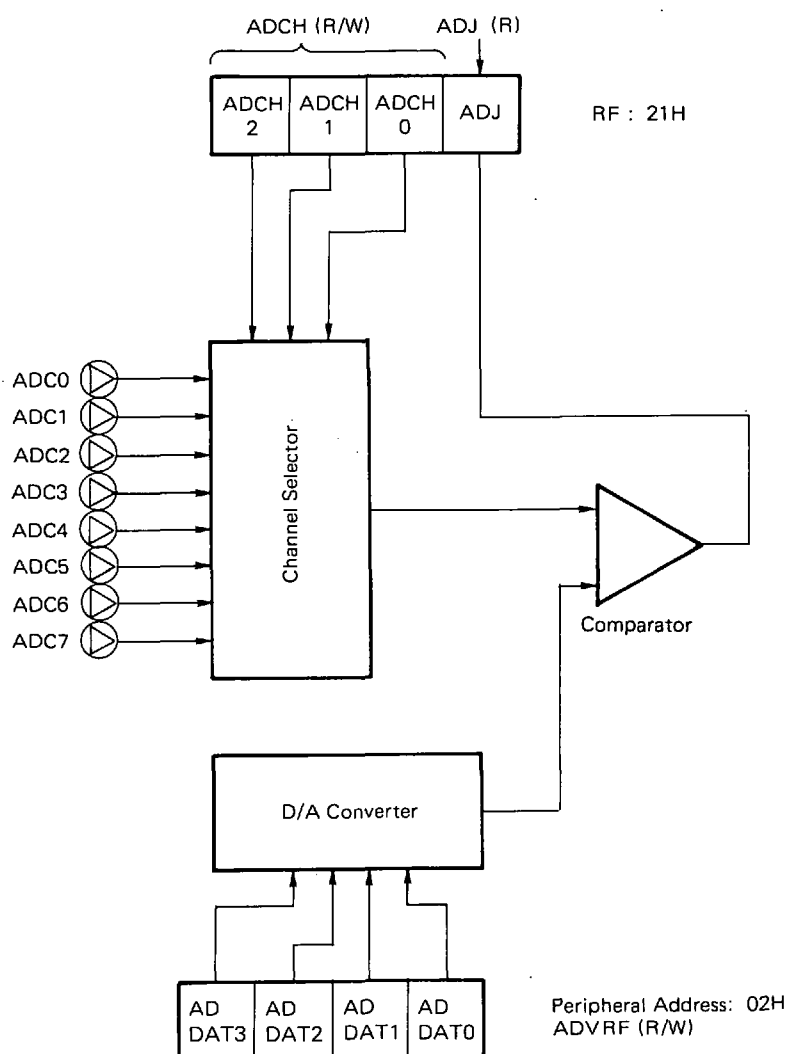 ADCH (R/W)
ADJ (R)
ADCH
2
ADCH
1
ADCH
0
ADJ
RF : 21H
ADC0
ADC1
ADC2
ADC3
ADC4
ADC5
ADC6
ADC7
Channel Selector
Comparator
D/A Converter
AD
DAT3
AD
DAT2
AD
DAT1
AD
DAT0
Peripheral Address: 02H
ADVRF (R/W)